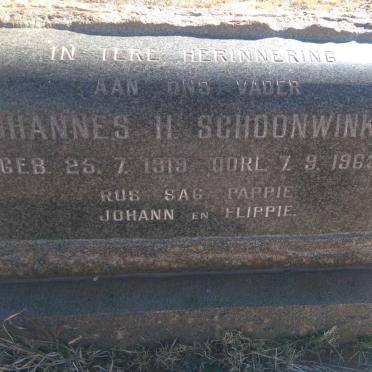 IN TERE HERINNERING
AAN ONS VADER
OHANNES H. SCHOONWINK
GEB. 25. 7. 1919 OORL. 7. 9. 196
RUS SAG PAPPIE
JOHANN EN FLIPPIE.